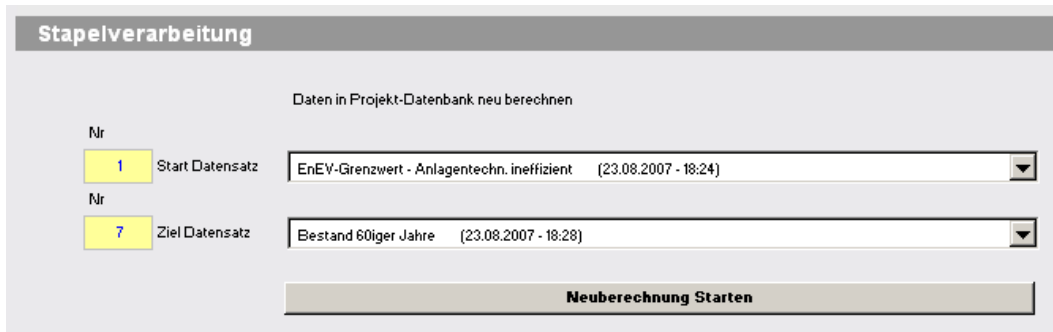 Stapelverarbeitung
Daten in Projekt-Datenbank neu berechnen
Nr
1 Start Datensatz EnEV-Grenzwert - Anlagentechn. ineffizient (23.08.2007 - 18:24)
Nr
7 Ziel Datensatz Bestand 60iger Jahre (23.08.2007 - 18:28)
Neuberechnung Starten